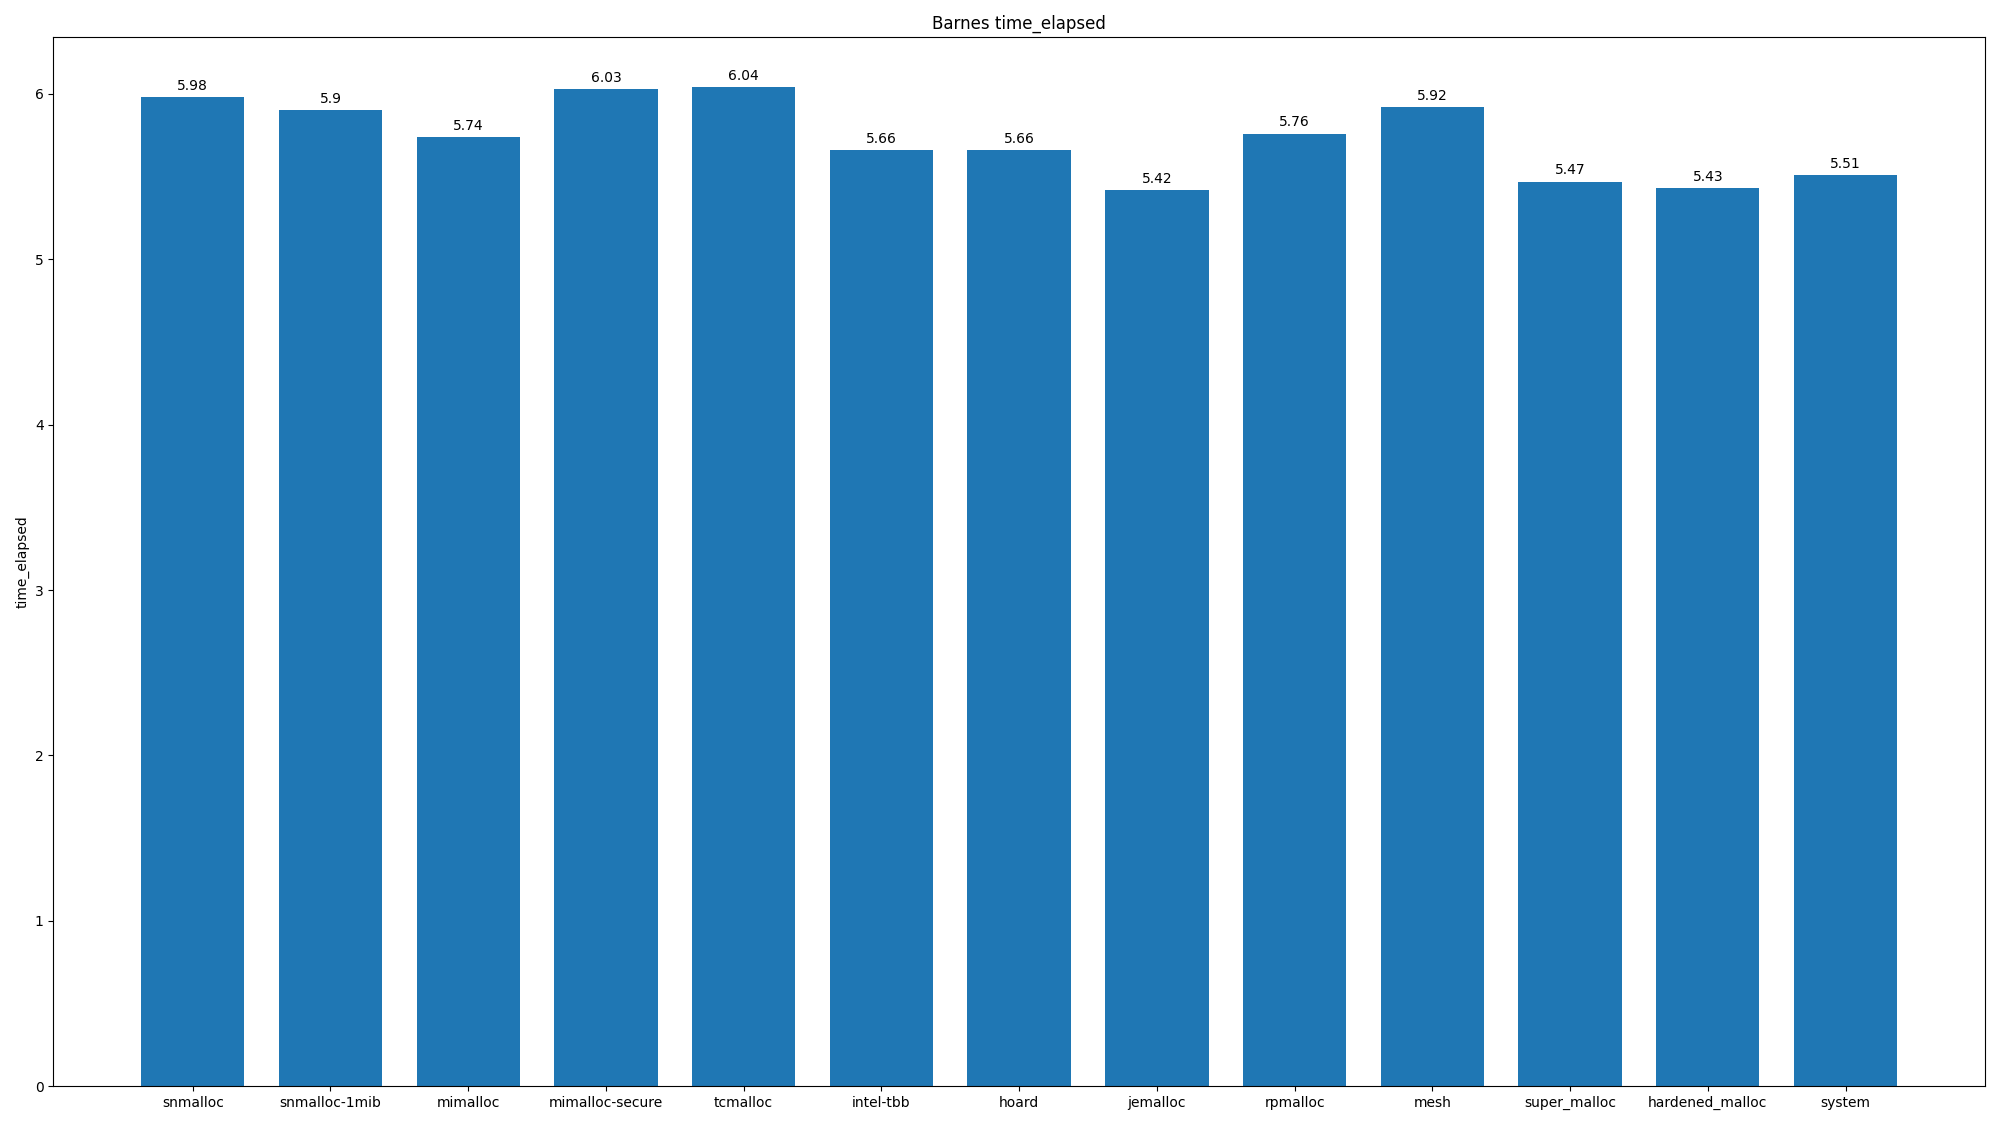 Barnes time_elapsed
5.98
5.9
5.74
6.03
6.04
5.66
5.66
5.42
5.76
5.92
5.47
5.43
5.51
time_elapsed
6
5
4
3
2
1
0
snmalloc
snmalloc-1mib
mimalloc
mimalloc-secure
tcmalloc
intel-tbb
hoard
jemalloc
rpmalloc
mesh
super_malloc
hardened_malloc
system